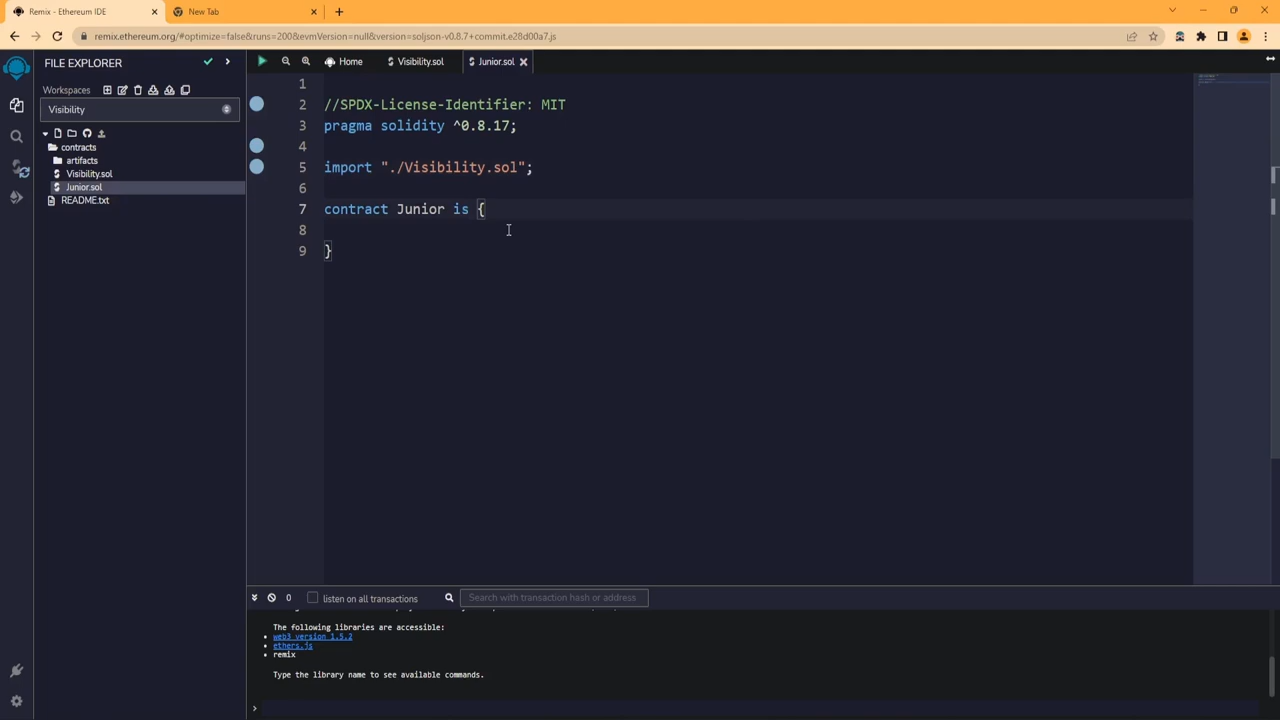 Remix - Ethereum IDE
New Tab
remix.ethereum.org/#optimize=false&runs=200&evmVersion=null&version=soljson-v0.8.7+commit.e28d00a7.js
FILE EXPLORER
Home
Visibility.sol
Junior.sol
Workspaces
Visibility
contracts
artifacts
Visibility.sol
Junior.sol
README.txt
1
2 //SPDX-License-Identifier: MIT
3 pragma solidity ^0.8.17;
4
5 import "./Visibility.sol";
6
7 contract Junior is {
8
9 }
0
listen on all transactions
Search with transaction hash or address
The following libraries are accessible:
web3 version 1.5.2
ethers.js
remix
Type the library name to see available commands.
>